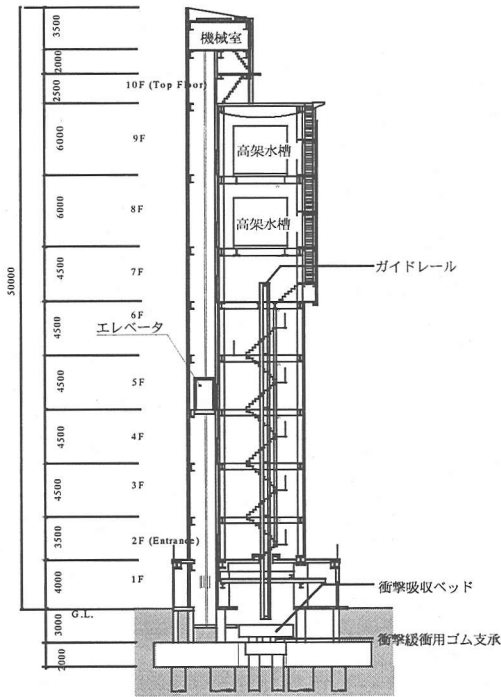 3500
機械室
2000
2500
10F (Top Floor)
6000
9F
高架水槽
6000
8F
高架水槽
4500
7F
ガイドレール
50000
4500
6F
エレベータ
4500
5F
4500
4F
4500
3F
3500
2F (Entrance)
4000
1F
衝撃吸収ベッド
G.L.
3000
衝撃緩衝用ゴム支承
2000